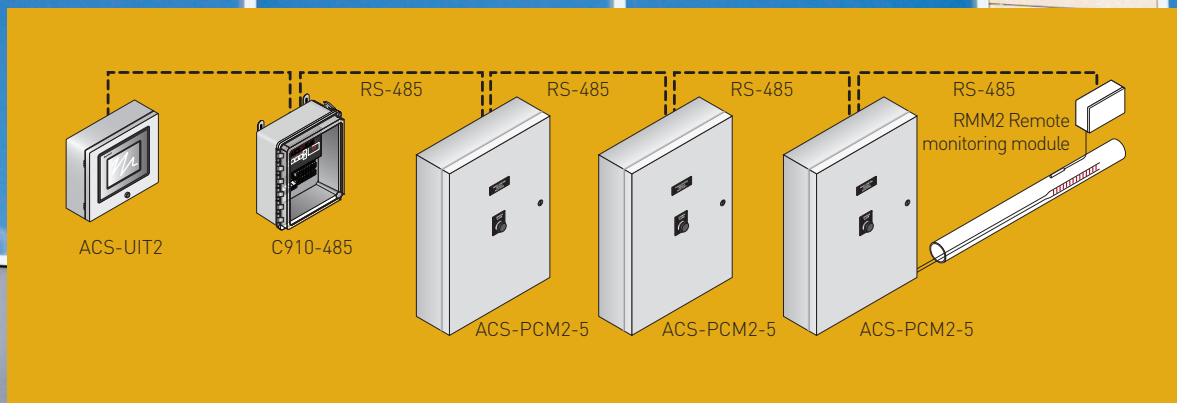 RS-485
RS-485
RS-485
RS-485
RMM2 Remote
monitoring module
ACS-UIT2
C910-485
ACS-PCM2-5
ACS-PCM2-5
ACS-PCM2-5